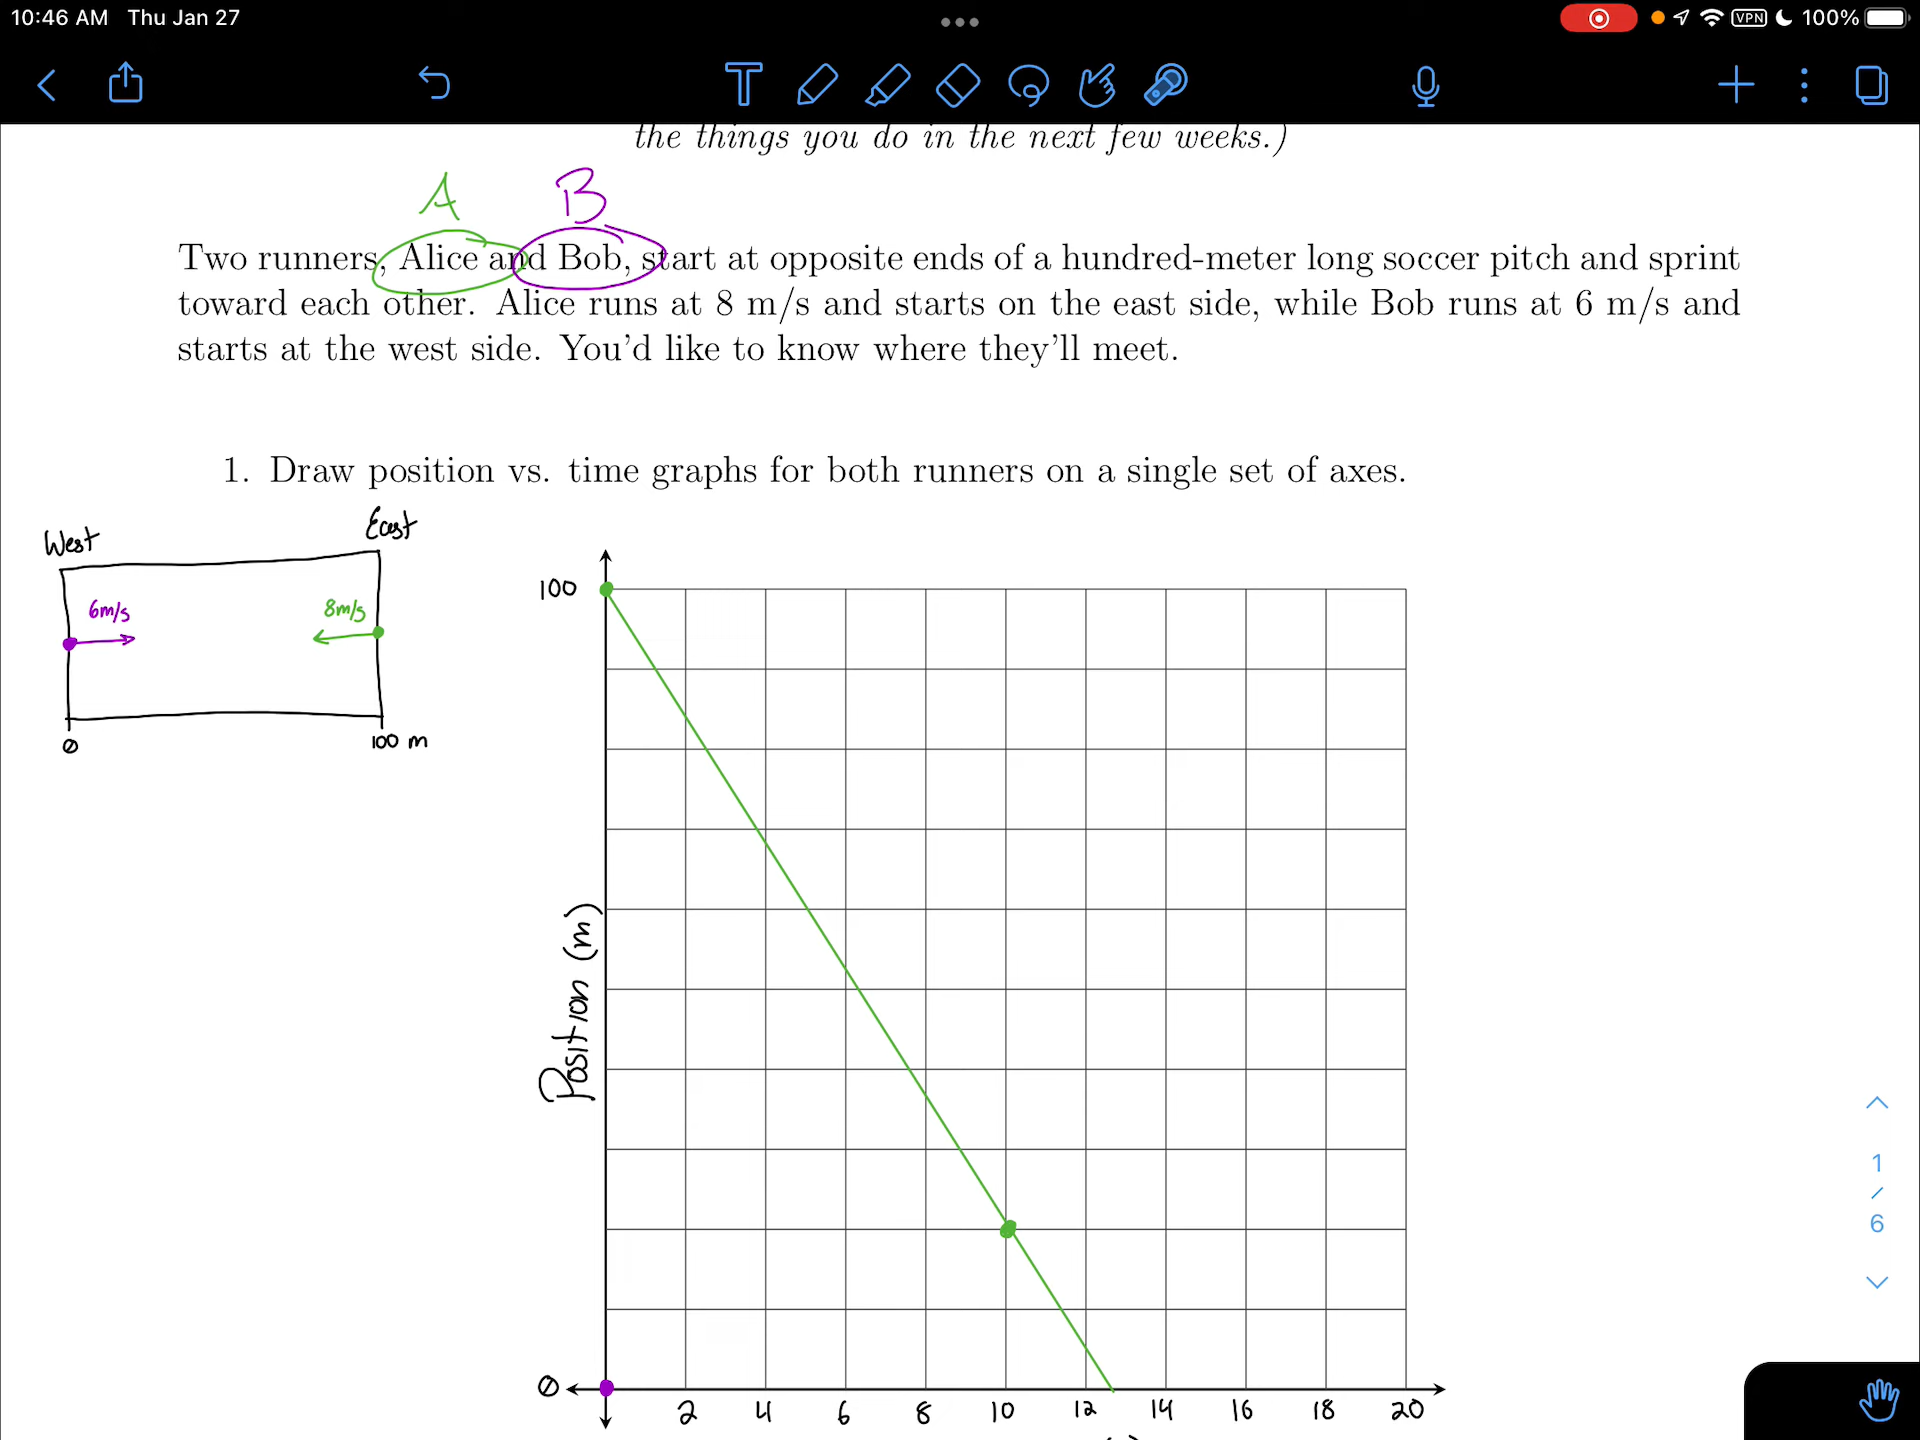 10:46 AM Thu Jan 27
VPN 100%
the things you do in the next few weeks.)
A B
Two runners, Alice and Bob, start at opposite ends of a hundred-meter long soccer pitch and sprint
toward each other. Alice runs at 8 m/s and starts on the east side, while Bob runs at 6 m/s and
starts at the west side. You'd like to know where they'll meet.
1. Draw position vs. time graphs for both runners on a single set of axes.
West East
6m/s 8m/s
0 100 m
100
Position (m)
0
2 4 6 8 10 12 14 16 18 20
1
/
6